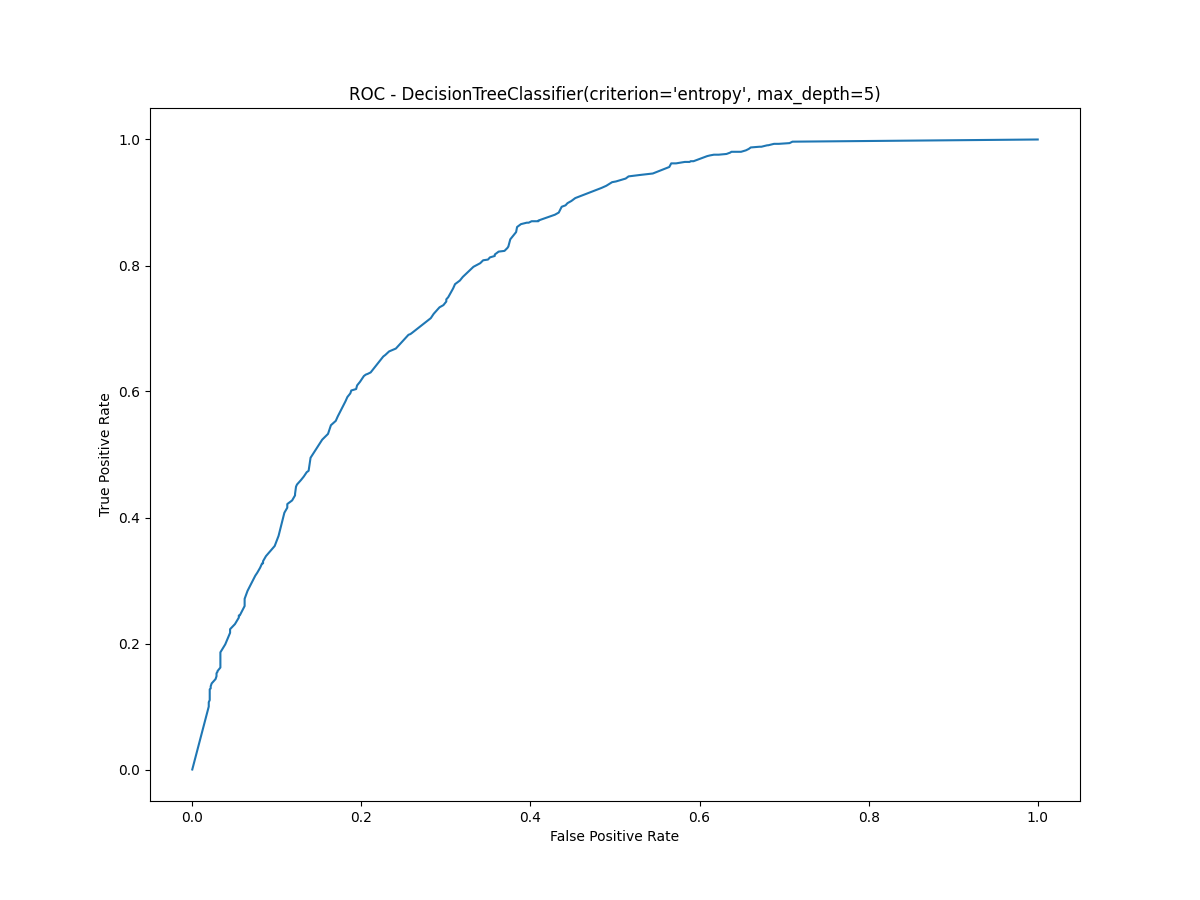 ROC - DecisionTreeClassifier(criterion='entropy', max_depth=5)
True Positive Rate
1.0
0.8
0.6
0.4
0.2
0.0
0.0 0.2 0.4 0.6 0.8 1.0
False Positive Rate